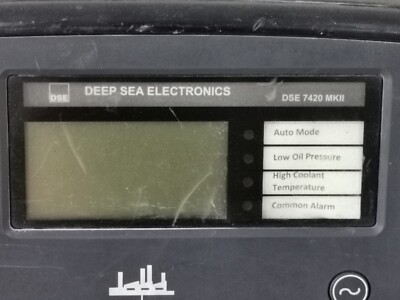 DSE DEEP SEA ELECTRONICS DSE 7420 MKII
Auto Mode
Low Oil Pressure
High Coolant
Temperature
Common Alarm